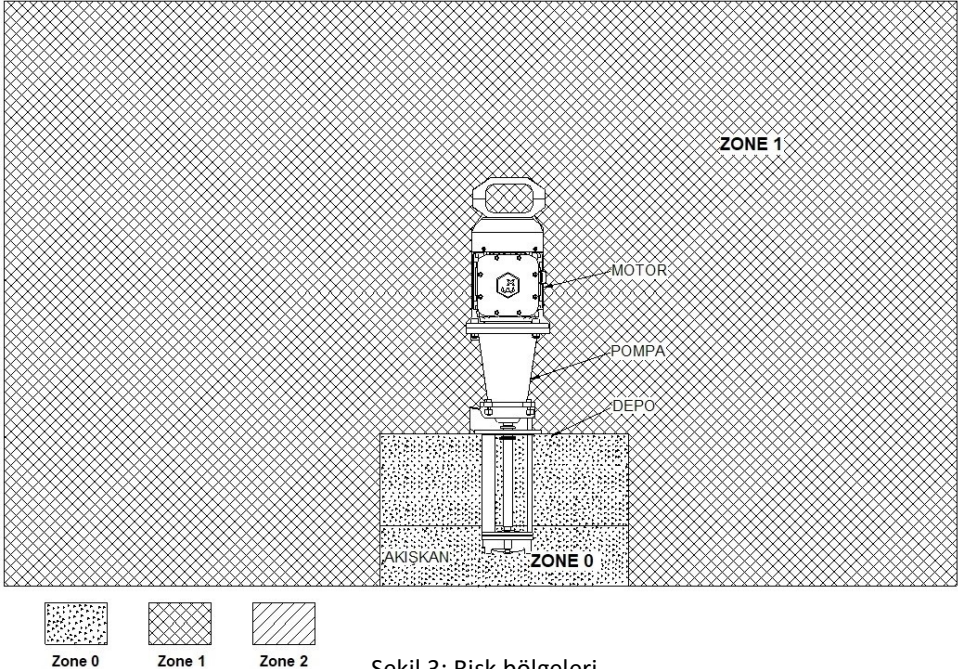 ZONE 1
MOTOR
POMPA
DEPO
AKIŞKAN
ZONE 0
Zone 0 Zone 1 Zone 2
Şekil 3: Risk bölgeleri